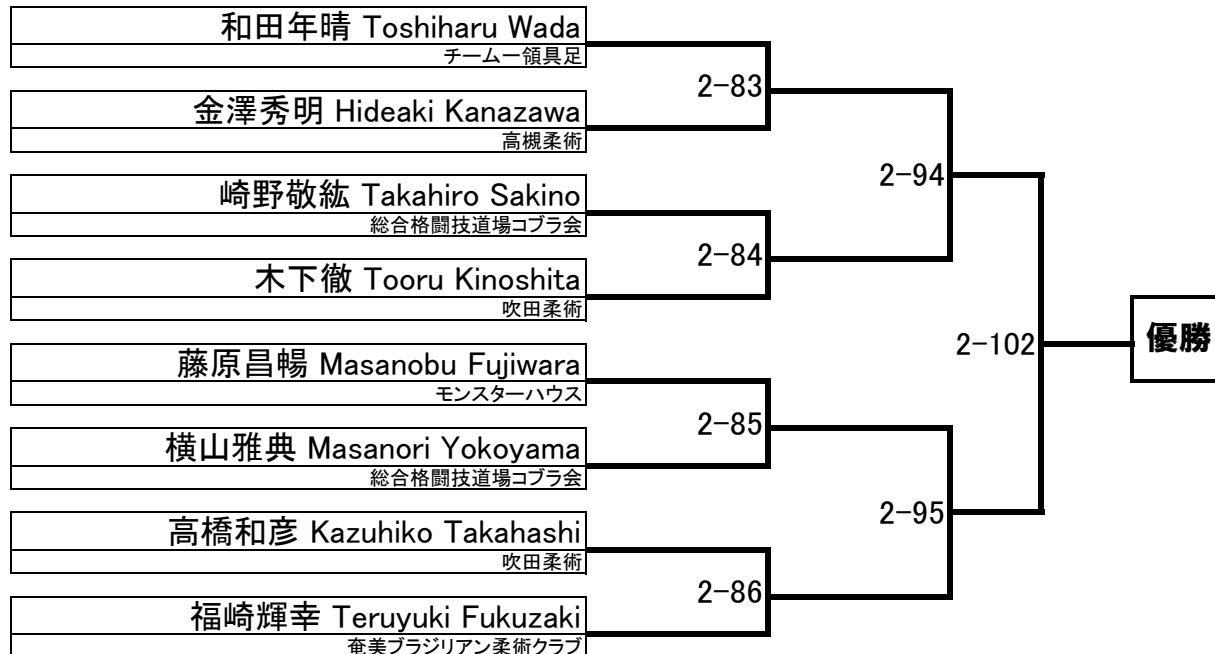 和田年晴 Toshiharu Wada
チーム一領具足
2-83
金澤秀明 Hideaki Kanazawa
高槻柔術
2-94
崎野敬紘 Takahiro Sakino
総合格闘技道場コブラ会
2-84
木下徹 Tooru Kinoshita
吹田柔術
2-102
優勝
藤原昌暢 Masanobu Fujiwara
モンスターハウス
2-85
横山雅典 Masanori Yokoyama
総合格闘技道場コブラ会
2-95
高橋和彦 Kazuhiko Takahashi
吹田柔術
2-86
福崎輝幸 Teruyuki Fukuzaki
奄美ブラジリアン柔術クラブ